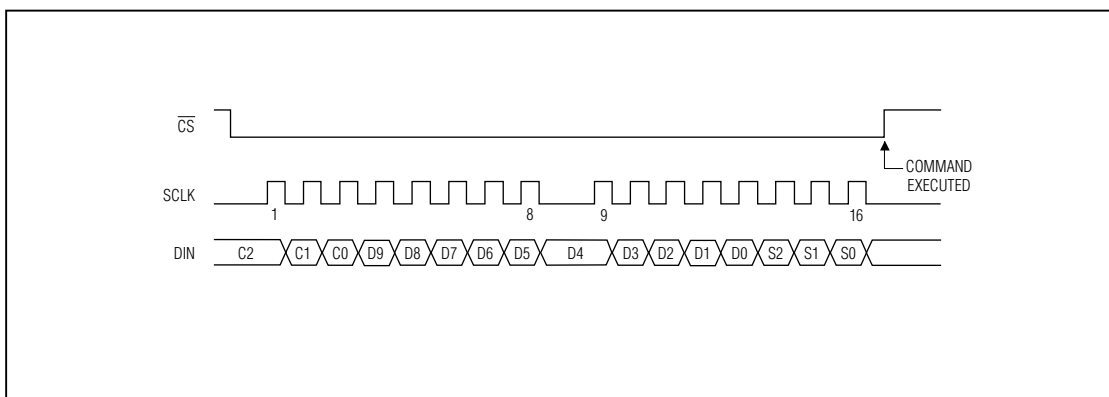 CS
COMMAND
EXECUTED
SCLK
1 8 9 16
DIN C2 C1 C0 D9 D8 D7 D6 D5 D4 D3 D2 D1 D0 S2 S1 S0